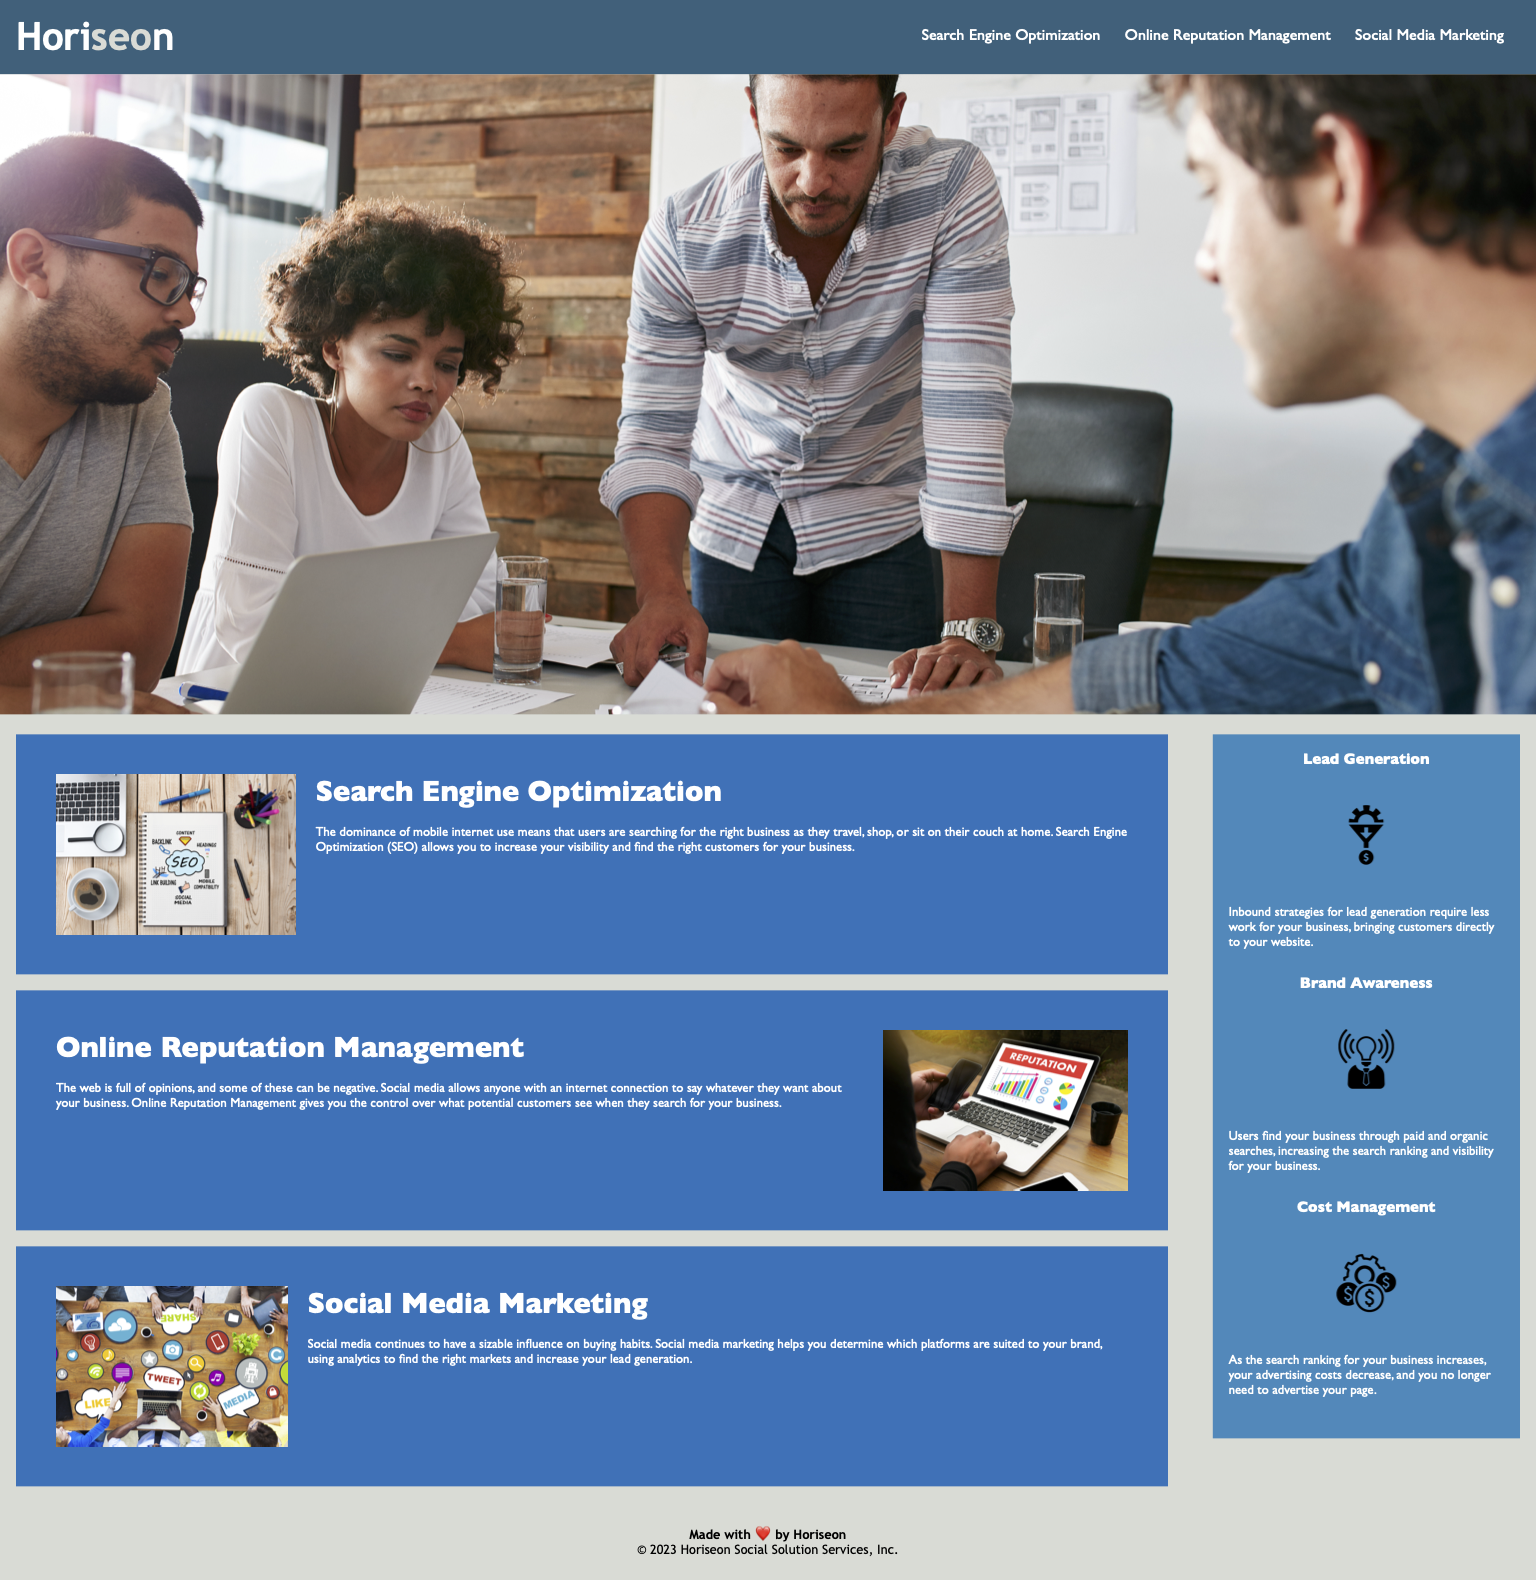 Horiseon
Search Engine Optimization
Online Reputation Management
Social Media Marketing
CONTENT
BACKLINK
HEADINGS
SEO
LINK BUILDING
MOBILE
COMPATIBILITY
SOCIAL
MEDIA
Search Engine Optimization
The dominance of mobile internet use means that users are searching for the right business as they travel, shop, or sit on their couch at home. Search Engine
Optimization (SEO) allows you to increase your visibility and find the right customers for your business.
Online Reputation Management
The web is full of opinions, and some of these can be negative. Social media allows anyone with an internet connection to say whatever they want about
your business. Online Reputation Management gives you the control over what potential customers see when they search for your business.
REPUTATION
SHARE
TWEET
LIKE
MEDIA
Social Media Marketing
Social media continues to have a sizable influence on buying habits. Social media marketing helps you determine which platforms are suited to your brand,
using analytics to find the right markets and increase your lead generation.
Lead Generation
$
Inbound strategies for lead generation require less
work for your business, bringing customers directly
to your website.
Brand Awareness
Users find your business through paid and organic
searches, increasing the search ranking and visibility
for your business.
Cost Management
$
$
$
As the search ranking for your business increases,
your advertising costs decrease, and you no longer
need to advertise your page.
Made with ❤️ by Horiseon
© 2023 Horiseon Social Solution Services, Inc.